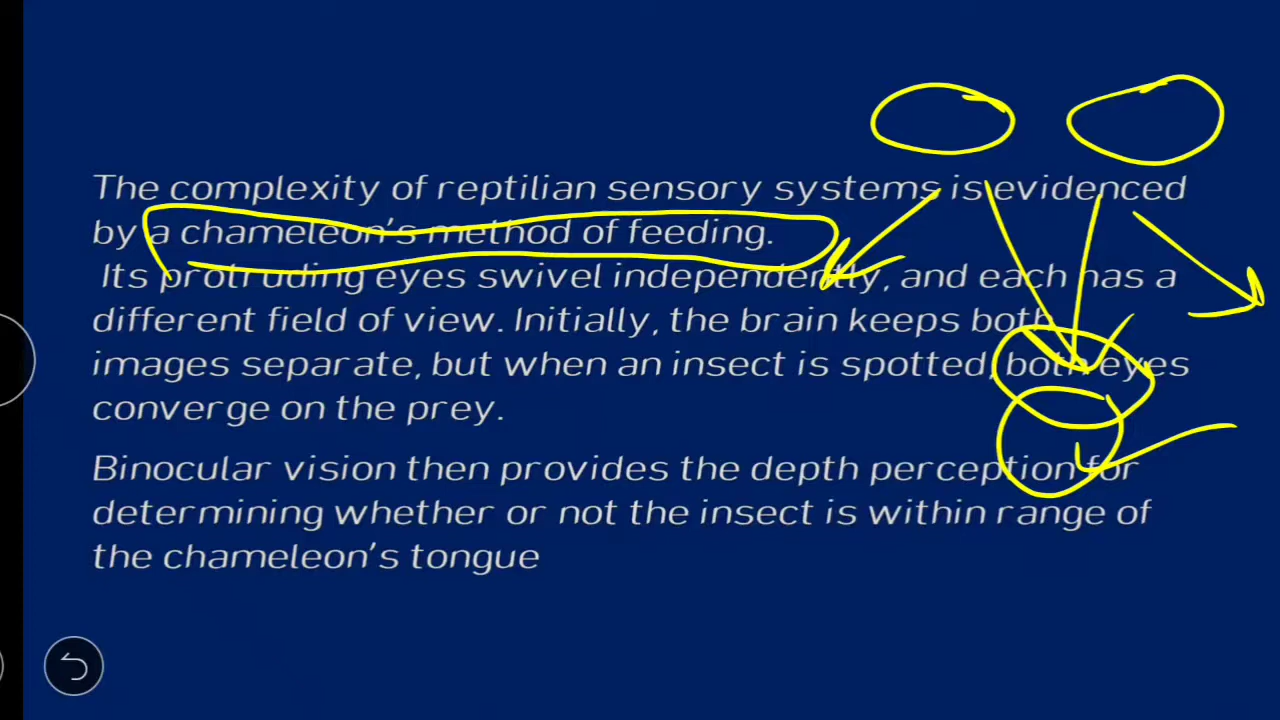 The complexity of reptilian sensory systems is evidenced
by a chameleon's method of feeding.
Its protruding eyes swivel independently, and each has a
different field of view. Initially, the brain keeps both
images separate, but when an insect is spotted, both eyes
converge on the prey.
Binocular vision then provides the depth perception for
determining whether or not the insect is within range of
the chameleon's tongue